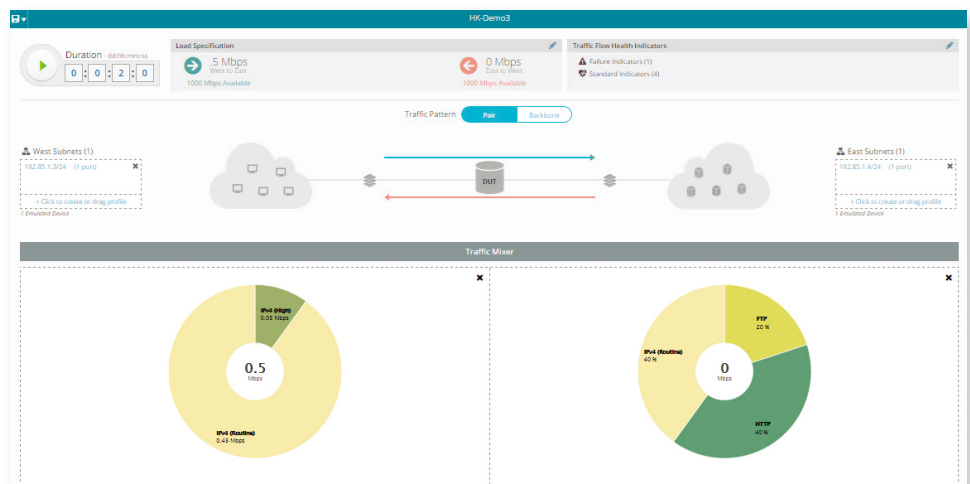 HK-Demo3
Duration - dd:hh:mm:ss
0 : 0 : 2 : 0
Load Specification
.5 Mbps
West to East
1000 Mbps Available
0 Mbps
East to West
1000 Mbps Available
Traffic Flow Health Indicators
Failure Indicators (1)
Standard Indicators (4)
Traffic Pattern Pair Backbone
West Subnets (1)
192.85.1.3/24 (1 port)
+ Click to create or drag profile
1 Emulated Device
DUT
East Subnets (1)
192.85.1.4/24 (1 port)
+ Click to create or drag profile
1 Emulated Device
Traffic Mixer
IPv4 (High)
0.05 Mbps
0.5
Mbps
IPv4 (Routine)
0.45 Mbps
FTP
20 %
IPv4 (Routine)
40 %
0
Mbps
HTTP
40 %